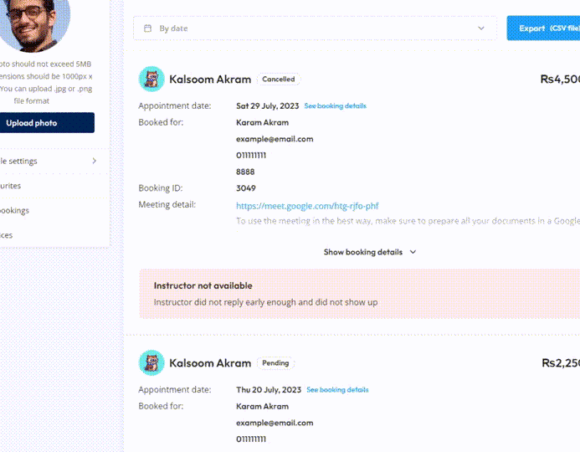 oto should not exceed 5MB
ensions should be 1000px x
You can upload .jpg or .png
file format
Upload photo
le settings
urites
ookings
ices
By date
Export (CSV file)
Kalsoom Akram Cancelled ₨4,500
Appointment date: Sat 29 July, 2023 See booking details
Booked for: Karam Akram
example@email.com
011111111
8888
Booking ID: 3049
Meeting detail: https://meet.google.com/htg-rjfo-phf
To use the meeting in the best way, make sure to prepare all your documents in a Google
Show booking details
Instructor not available
Instructor did not reply early enough and did not show up
Kalsoom Akram Pending ₨2,250
Appointment date: Thu 20 July, 2023 See booking details
Booked for: Karam Akram
example@email.com
011111111